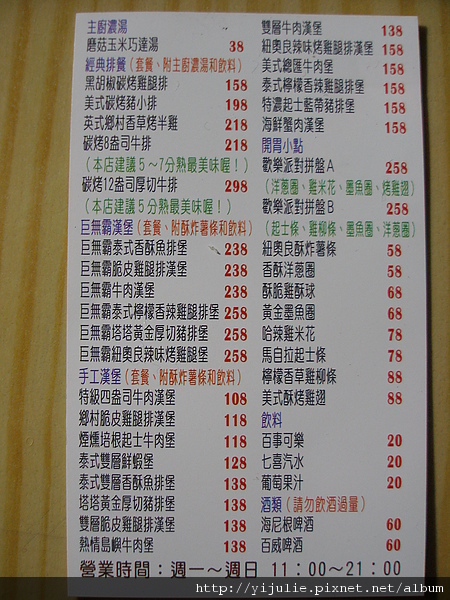 主廚濃湯
磨菇玉米巧達湯 38
經典排餐(套餐、附主廚濃湯和飲料)
黑胡椒碳烤雞腿排 158
美式碳烤豬小排 198
英式鄉村香草烤半雞 218
碳烤8盎司牛排 218
(本店建議5～7分熟最美味喔!)
碳烤12盎司厚切牛排 298
(本店建議5分熟最美味喔!)
巨無霸漢堡(套餐、附酥炸薯條和飲料)
巨無霸泰式香酥魚排堡 238
巨無霸脆皮雞腿排漢堡 238
巨無霸牛肉漢堡 238
巨無霸泰式檸檬香辣雞腿排堡 258
巨無霸塔塔黃金厚切豬排堡 258
巨無霸紐奧良辣味烤雞腿堡 258
手工漢堡(套餐、附酥炸薯條和飲料)
特級四盎司牛肉漢堡 108
鄉村脆皮雞腿排漢堡 118
煙燻培根起士牛肉堡 118
泰式雙層鮮蝦堡 128
泰式雙層香酥魚排堡 138
塔塔黃金厚切豬排堡 138
雙層脆皮雞腿排漢堡 138
熱情島嶼牛肉堡 138
雙層牛肉漢堡 138
紐奧良辣味烤雞腿排漢堡 158
美式總匯牛肉堡 158
泰式檸檬香辣雞腿排堡 158
特濃起士藍帶豬排堡 158
海鮮蟹肉漢堡 158
開胃小點
歡樂派對拼盤A 258
(洋蔥圈、雞米花、墨魚圈、烤雞翅)
歡樂派對拼盤B 258
(起士條、雞柳條、墨魚圈、洋蔥圈)
紐奧良酥炸薯條 58
香酥洋蔥圈 58
酥脆雞酥球 68
黃金墨魚圈 68
哈辣雞米花 78
馬自拉起士條 78
檸檬香草雞柳條 88
美式酥烤雞翅 88
飲料
百事可樂 20
七喜汽水 20
葡萄果汁 20
酒類(請勿飲酒過量)
海尼根啤酒 60
百威啤酒 60
營業時間:週一～週日 11:00～21:00
http://yijulie.pixnet.net/album